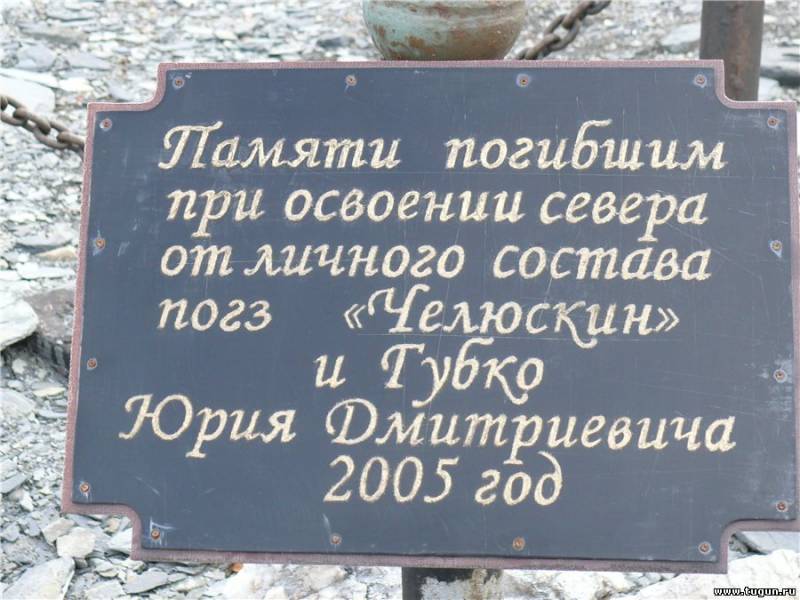 Памяти погибшим
при освоении севера
от личного состава
погз «Челюскин»
и Губко
Юрия Дмитриевича
2005 год
www.tugun.ru